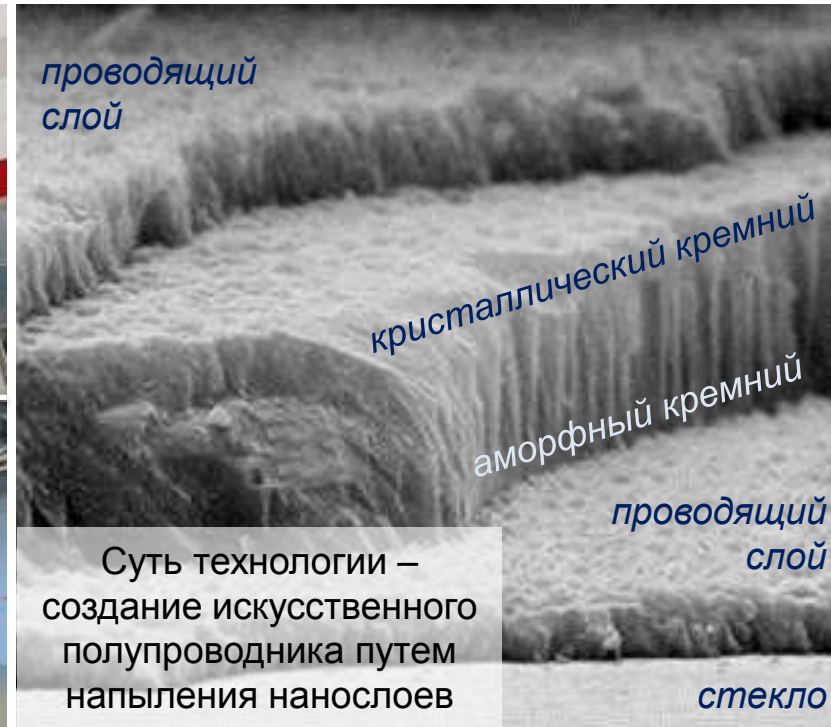 проводящий
слой
кристаллический кремний
аморфный кремний
проводящий
слой
Суть технологии –
создание искусственного
полупроводника путем
напыления нанослоев
стекло